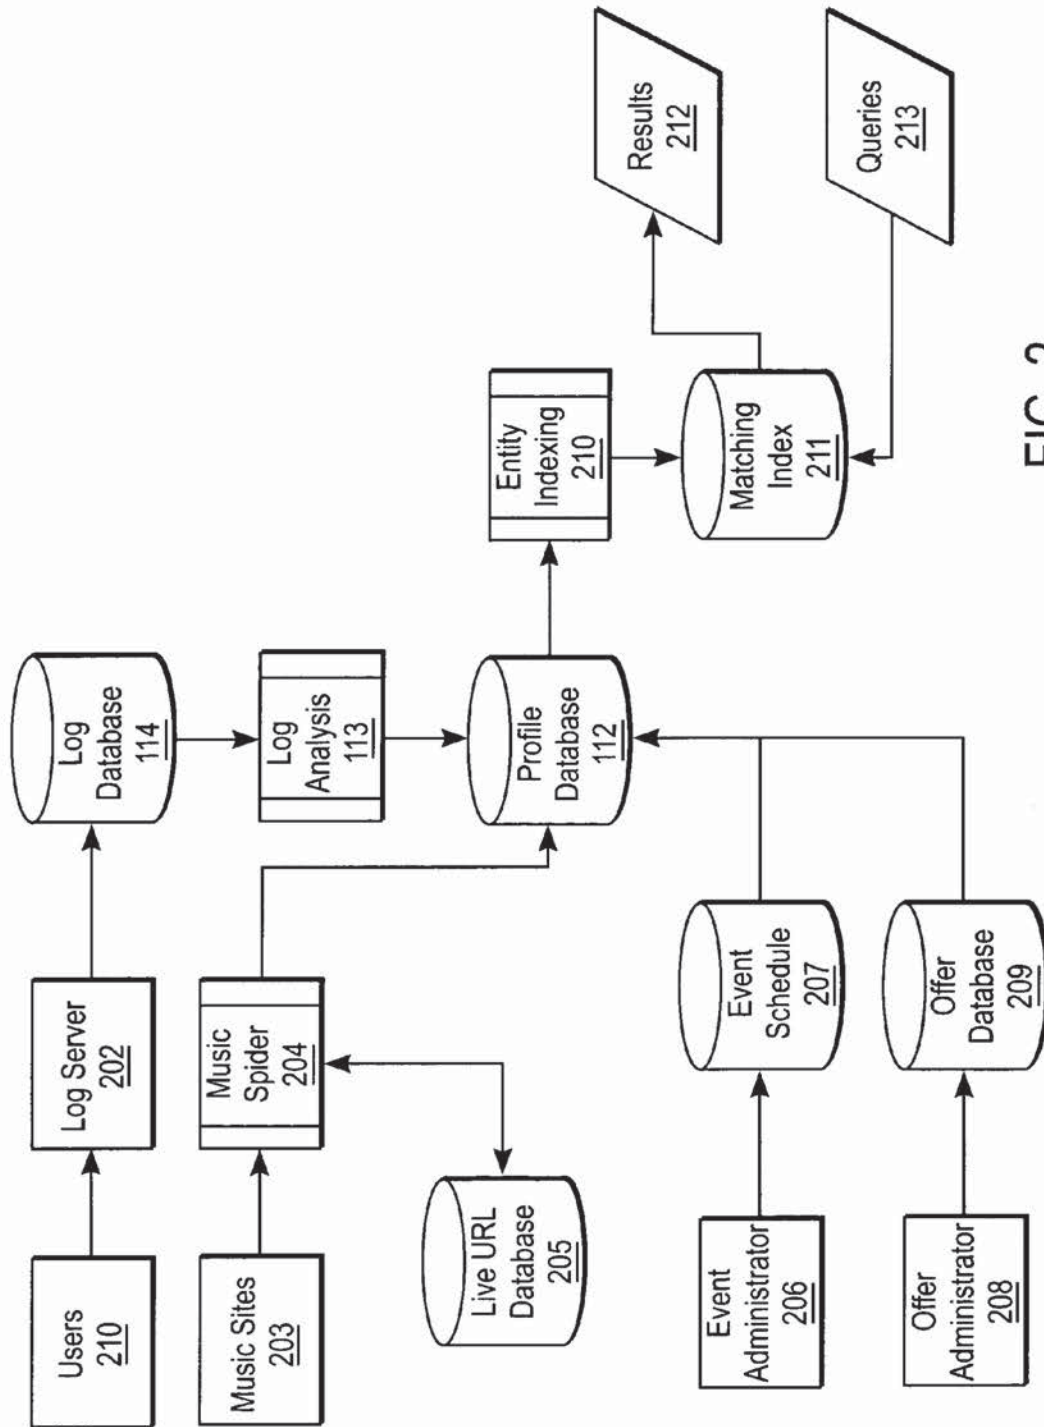 Users
210
Log Server
202
Log
Database
114
Music Sites
203
Music
Spider
204
Log
Analysis
113
Live URL
Database
205
Profile
Database
112
Entity
Indexing
210
Results
212
Event
Administrator
206
Event
Schedule
207
Matching
Index
211
Queries
213
Offer
Administrator
208
Offer
Database
209
FIG. 2